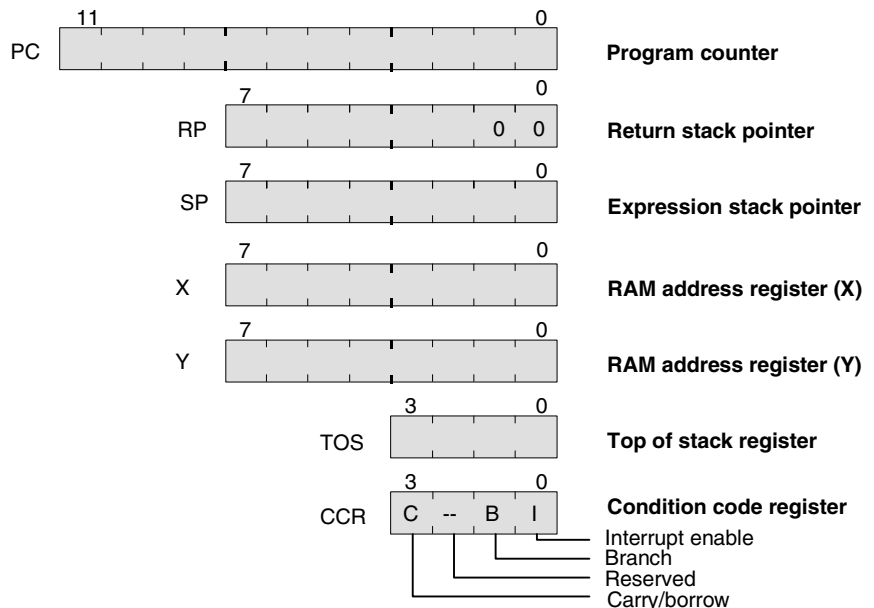 11 0
PC Program counter
7 0
RP 0 0 Return stack pointer
7 0
SP Expression stack pointer
7 0
X RAM address register (X)
7 0
Y RAM address register (Y)
3 0
TOS Top of stack register
3 0
CCR C -- B I Condition code register
Interrupt enable
Branch
Reserved
Carry/borrow